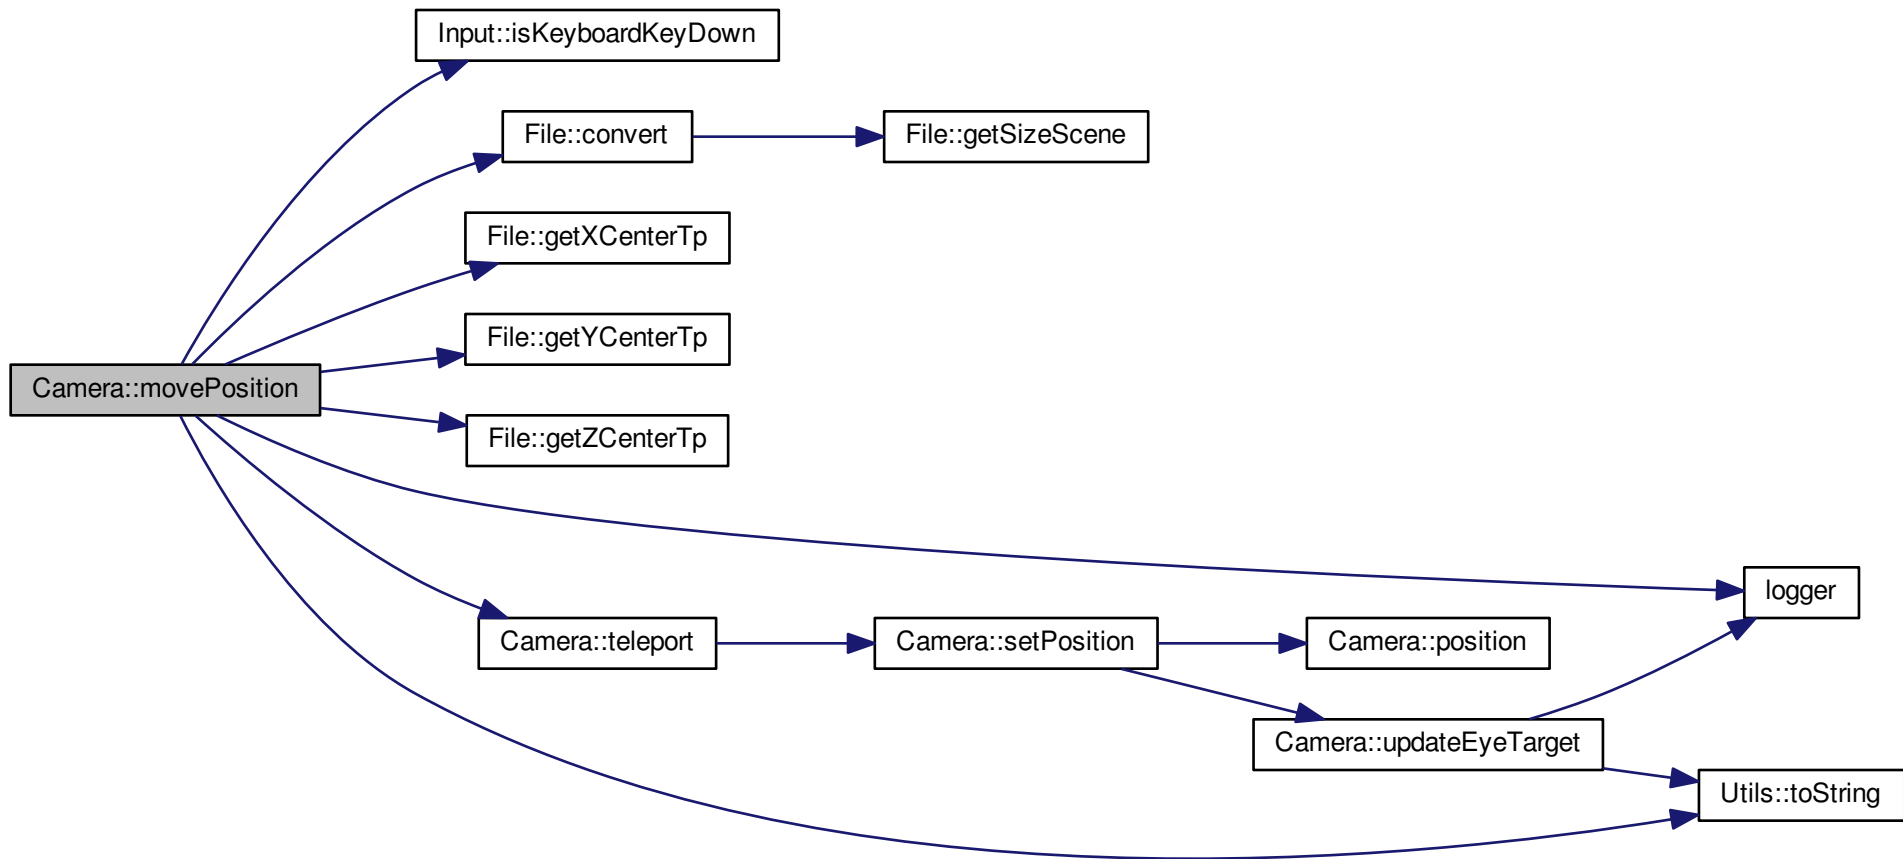 Input::isKeyboardKeyDown
File::convert
File::getSizeScene
File::getXCenterTp
File::getYCenterTp
Camera::movePosition
File::getZCenterTp
logger
Camera::teleport
Camera::setPosition
Camera::position
Camera::updateEyeTarget
Utils::toString